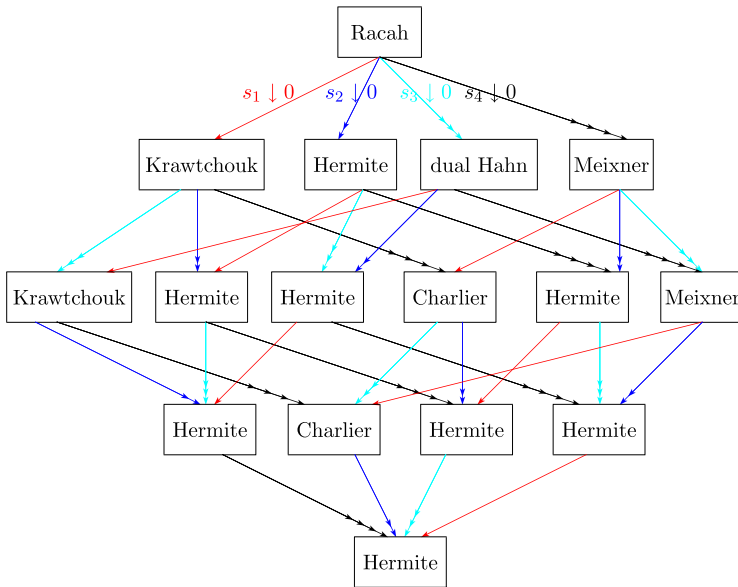 Racah
s₁ ↓ 0 s₂ ↓ 0 s₃ ↓ 0 s₄ ↓ 0
Krawtchouk Hermite dual Hahn Meixner
Krawtchouk Hermite Hermite Charlier Hermite Meixner
Hermite Charlier Hermite Hermite
Hermite